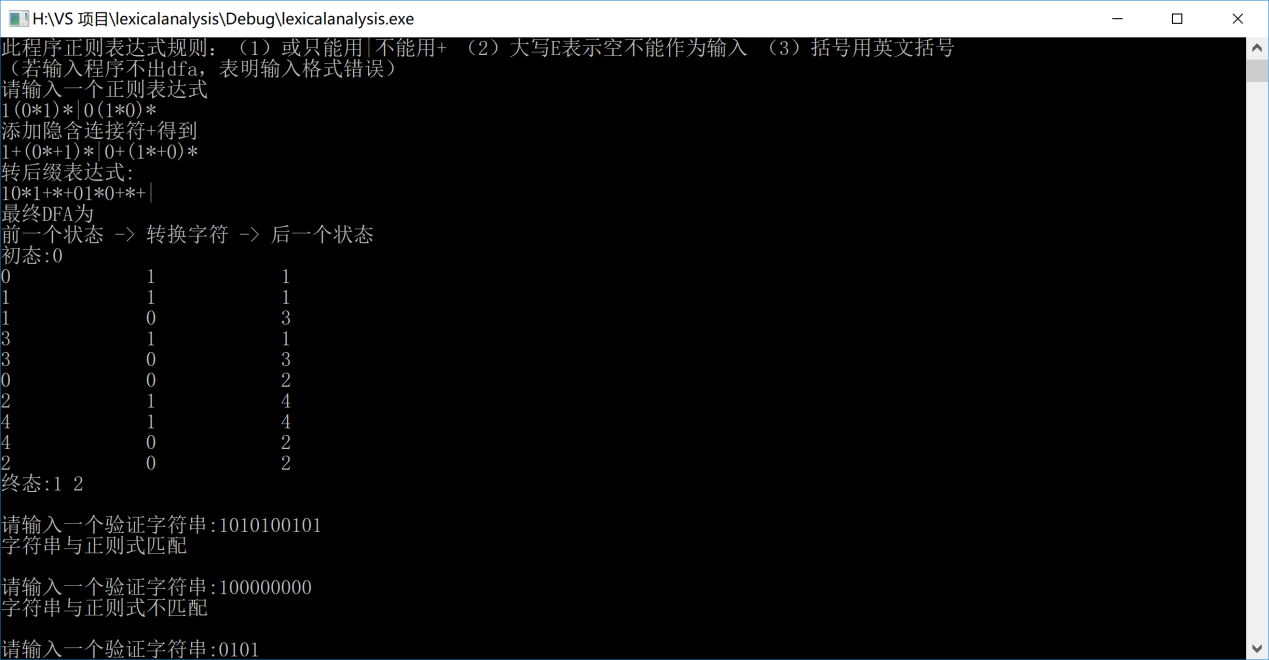 H:\VS 项目\lexicalanalysis\Debug\lexicalanalysis.exe
此程序正则表达式规则：（1）或只能用|不能用+ （2）大写E表示空不能作为输入 （3）括号用英文括号
（若输入程序不出dfa，表明输入格式错误）
请输入一个正则表达式
1(0*1)*|0(1*0)*
添加隐含连接符+得到
1+(0*+1)*|0+(1*+0)*
转后缀表达式:
10*1+*+01*0+*+|
最终DFA为
前一个状态 -> 转换字符 -> 后一个状态
初态:0
0 1 1
1 1 1
1 0 3
3 1 1
3 0 3
0 0 2
2 1 4
4 1 4
4 0 2
2 0 2
终态:1 2
请输入一个验证字符串:1010100101
字符串与正则式匹配
请输入一个验证字符串:100000000
字符串与正则式不匹配
请输入一个验证字符串:0101